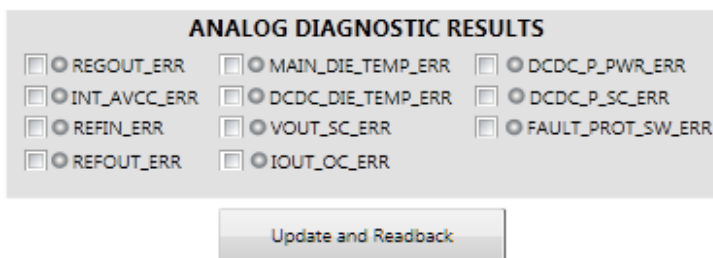 ANALOG DIAGNOSTIC RESULTS
REGOUT_ERR MAIN_DIE_TEMP_ERR DCDC_P_PWR_ERR
INT_AVCC_ERR DCDC_DIE_TEMP_ERR DCDC_P_SC_ERR
REFIN_ERR VOUT_SC_ERR FAULT_PROT_SW_ERR
REFOUT_ERR IOUT_OC_ERR
Update and Readback